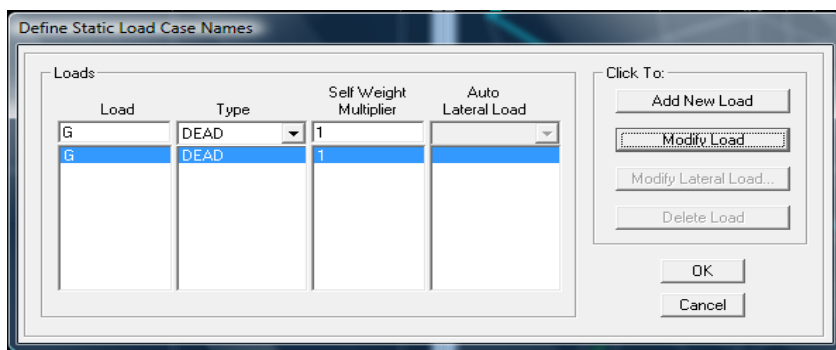 Define Static Load Case Names
Loads
Load Type Self Weight Multiplier Auto Lateral Load
G DEAD 1
G DEAD 1
Click To:
Add New Load
Modify Load
Modify Lateral Load...
Delete Load
OK
Cancel